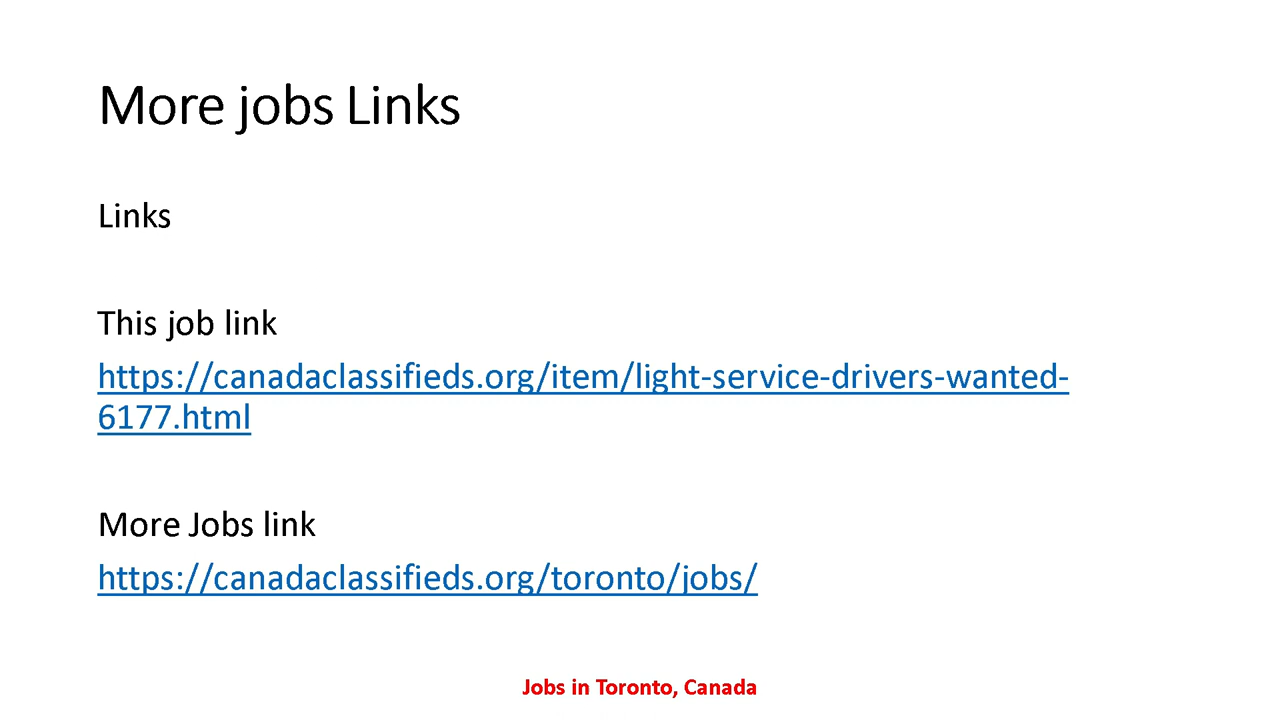 More jobs Links
Links
This job link
https://canadaclassifieds.org/item/light-service-drivers-wanted-
6177.html
More Jobs link
https://canadaclassifieds.org/toronto/jobs/
Jobs in Toronto, Canada